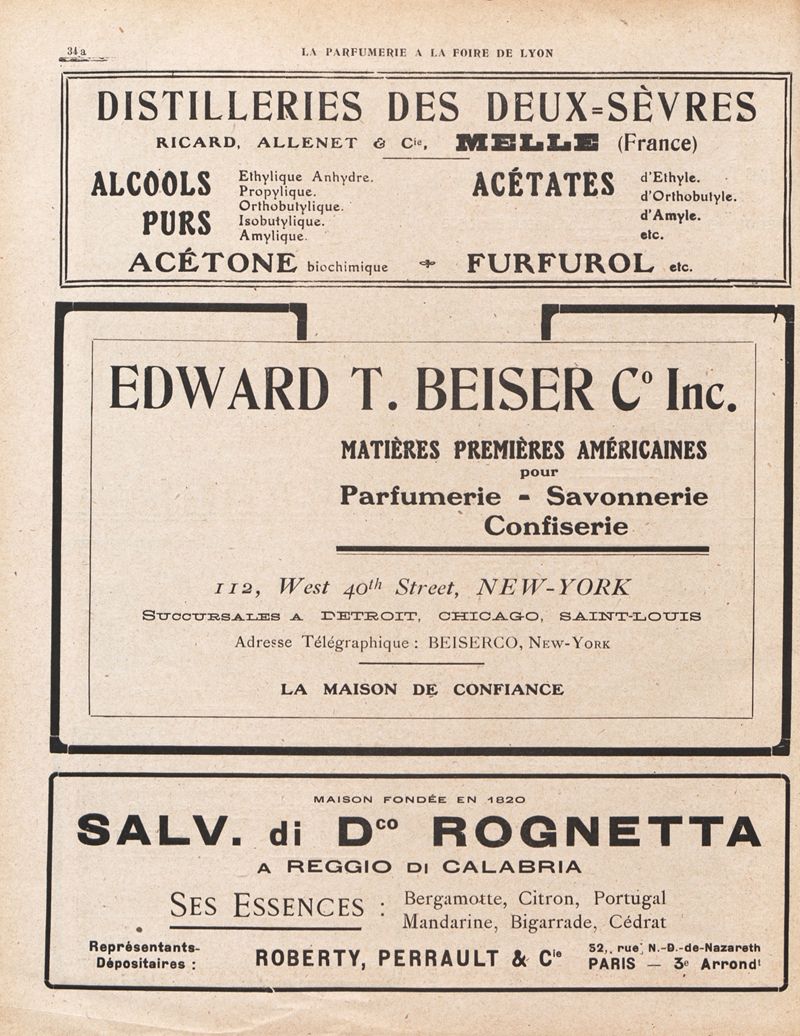 34 a
LA PARFUMERIE A LA FOIRE DE LYON
DISTILLERIES DES DEUX=SÈVRES
RICARD, ALLENET & Cie, MELLE (France)
ALCOOLS PURS
Ethylique Anhydre.
Propylique.
Orthobutylique.
Isobutylique.
Amylique.
ACÉTATES
d'Ethyle.
d'Orthobutyle.
d'Amyle.
etc.
ACÉTONE biochimique
FURFUROL etc.
EDWARD T. BEISER Cº Inc.
MATIÈRES PREMIÈRES AMÉRICAINES
pour
Parfumerie - Savonnerie
Confiserie
112, West 40th Street, NEW-YORK
SUCCURSALES A DETROIT, CHICAGO, SAINT-LOUIS
Adresse Télégraphique : BEISERCO, NEW-YORK
LA MAISON DE CONFIANCE
MAISON FONDÉE EN 1820
SALV. di Dco ROGNETTA
A REGGIO DI CALABRIA
SES ESSENCES :
Bergamotte, Citron, Portugal
Mandarine, Bigarrade, Cédrat
Représentants-
Dépositaires :
ROBERTY, PERRAULT & Cie
52, rue N.-D.-de-Nazareth
PARIS — 3e Arrondt